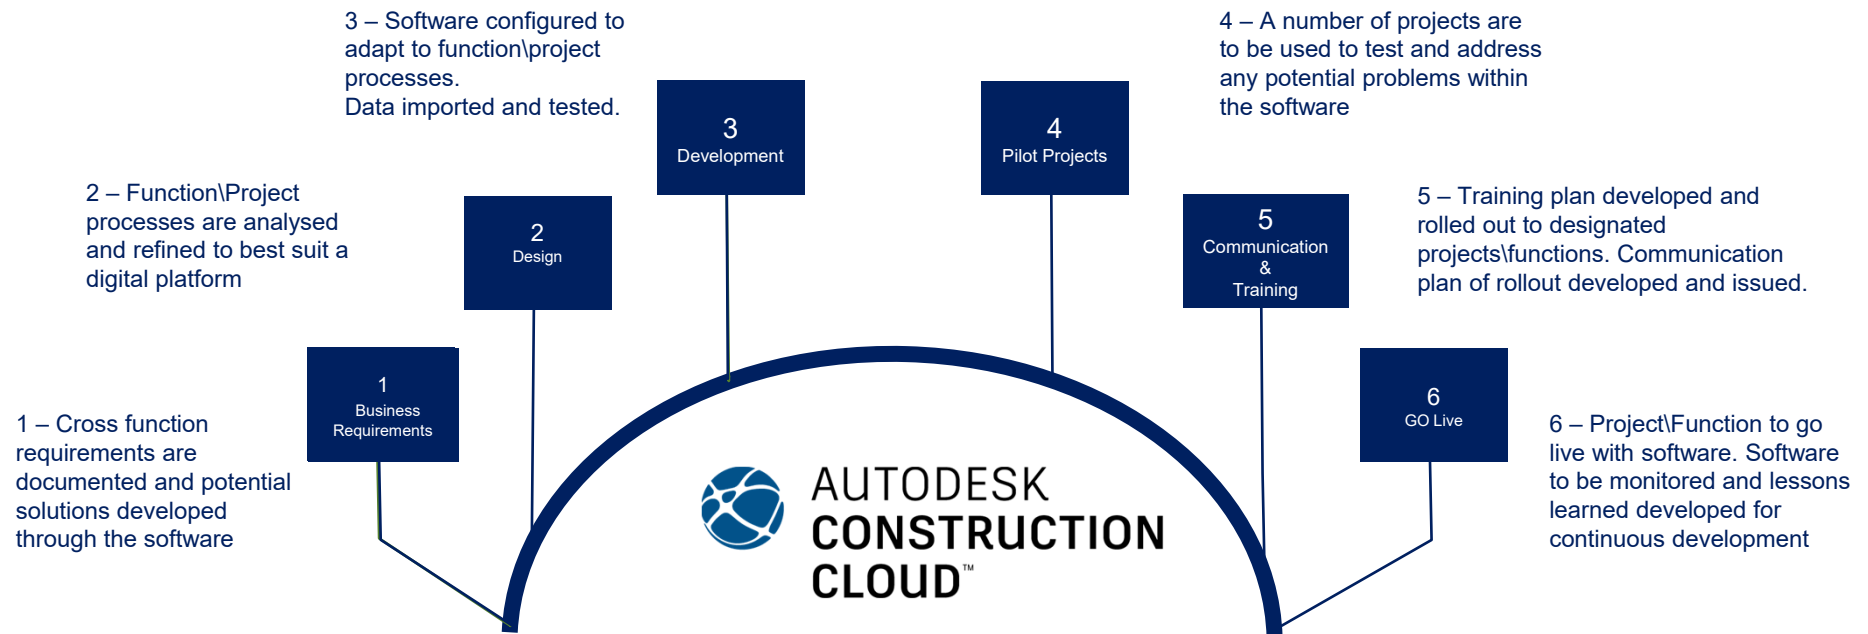 3 – Software configured to
adapt to function\project
processes.
Data imported and tested.
4 – A number of projects are
to be used to test and address
any potential problems within
the software
3
Development
4
Pilot Projects
2 – Function\Project
processes are analysed
and refined to best suit a
digital platform
2
Design
5
Communication
&
Training
5 – Training plan developed and
rolled out to designated
projects\functions. Communication
plan of rollout developed and issued.
1
Business
Requirements
6
GO Live
1 – Cross function
requirements are
documented and potential
solutions developed
through the software
6 – Project\Function to go
live with software. Software
to be monitored and lessons
learned developed for
continuous development
AUTODESK
CONSTRUCTION
CLOUD™